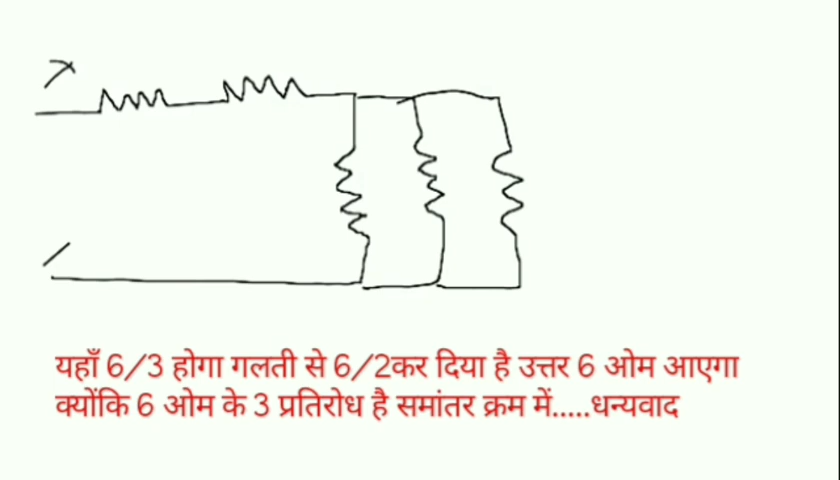 यहाँ 6/3 होगा गलती से 6/2कर दिया है उत्तर 6 ओम आएगा
क्योंकि 6 ओम के 3 प्रतिरोध है समांतर क्रम में.....धन्यवाद